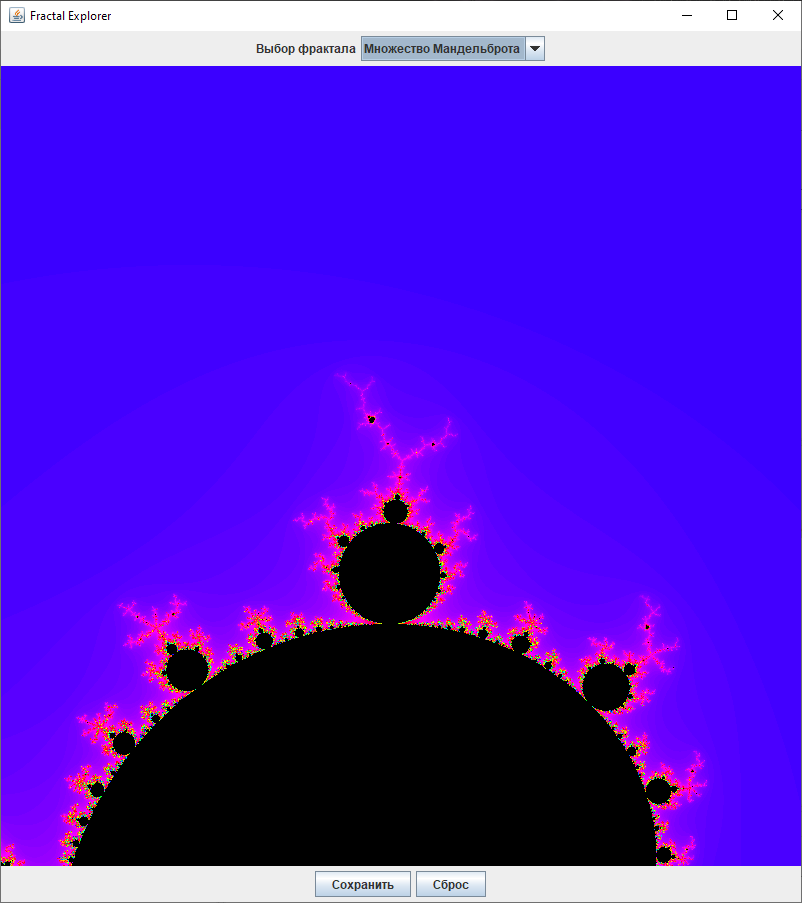 Fractal Explorer
Выбор фрактала Множество Мандельброта
Сохранить Сброс